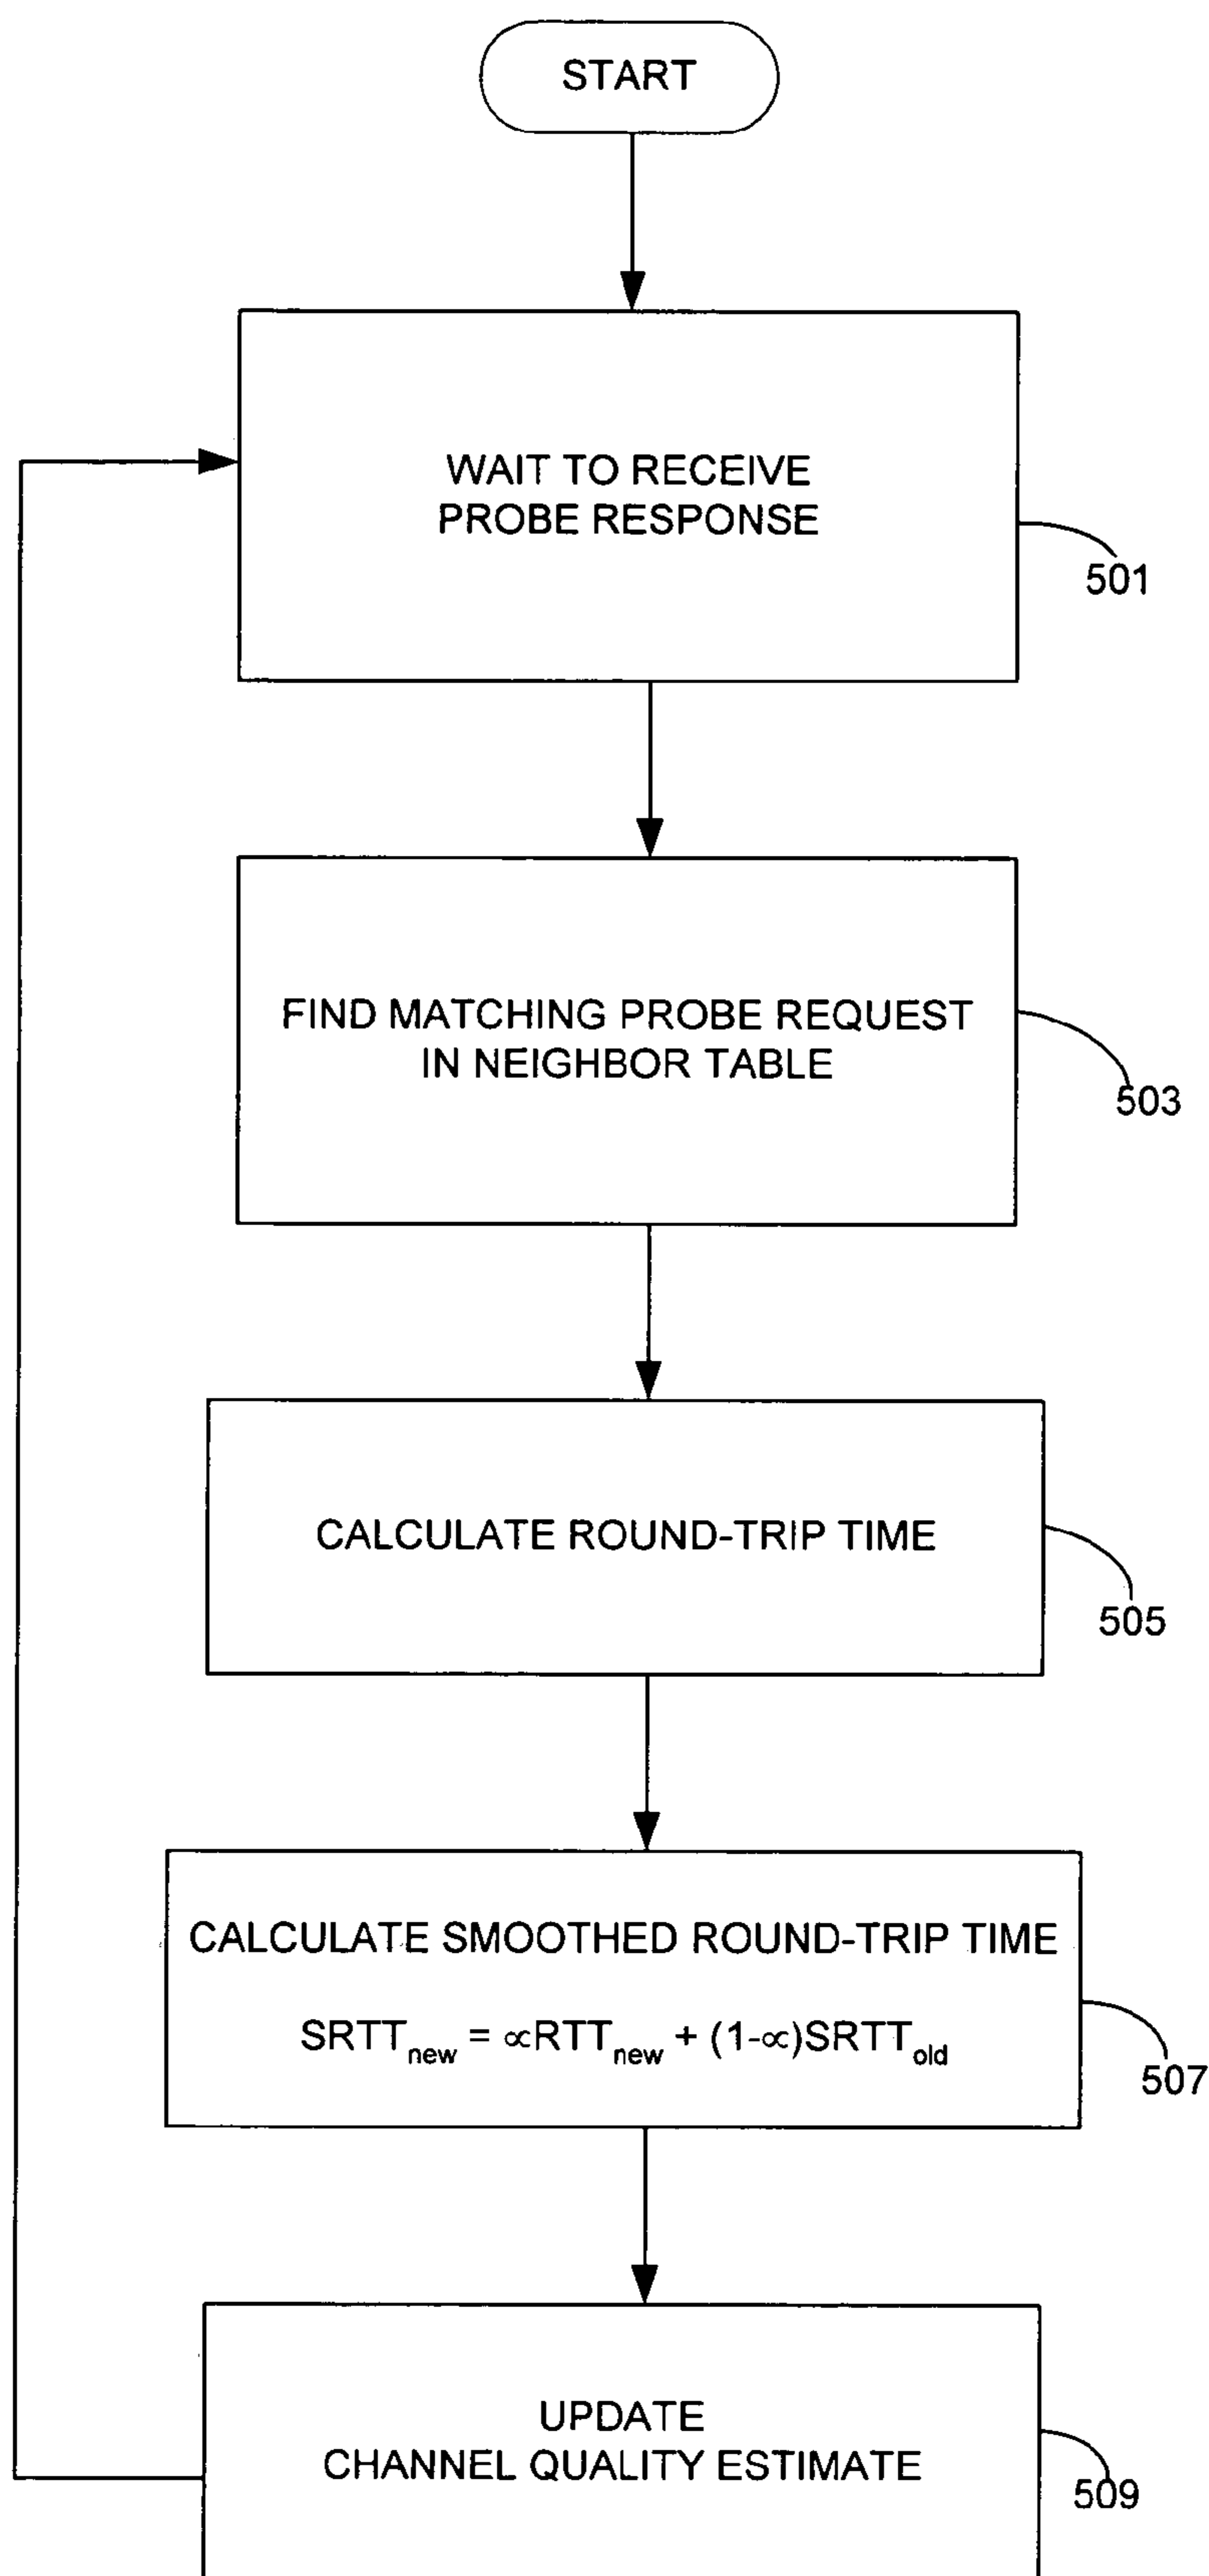 START
WAIT TO RECEIVE
PROBE RESPONSE
501
FIND MATCHING PROBE REQUEST
IN NEIGHBOR TABLE
503
CALCULATE ROUND-TRIP TIME
505
CALCULATE SMOOTHED ROUND-TRIP TIME
SRTTnew = ∝RTTnew + (1-∝)SRTTold
507
UPDATE
CHANNEL QUALITY ESTIMATE
509